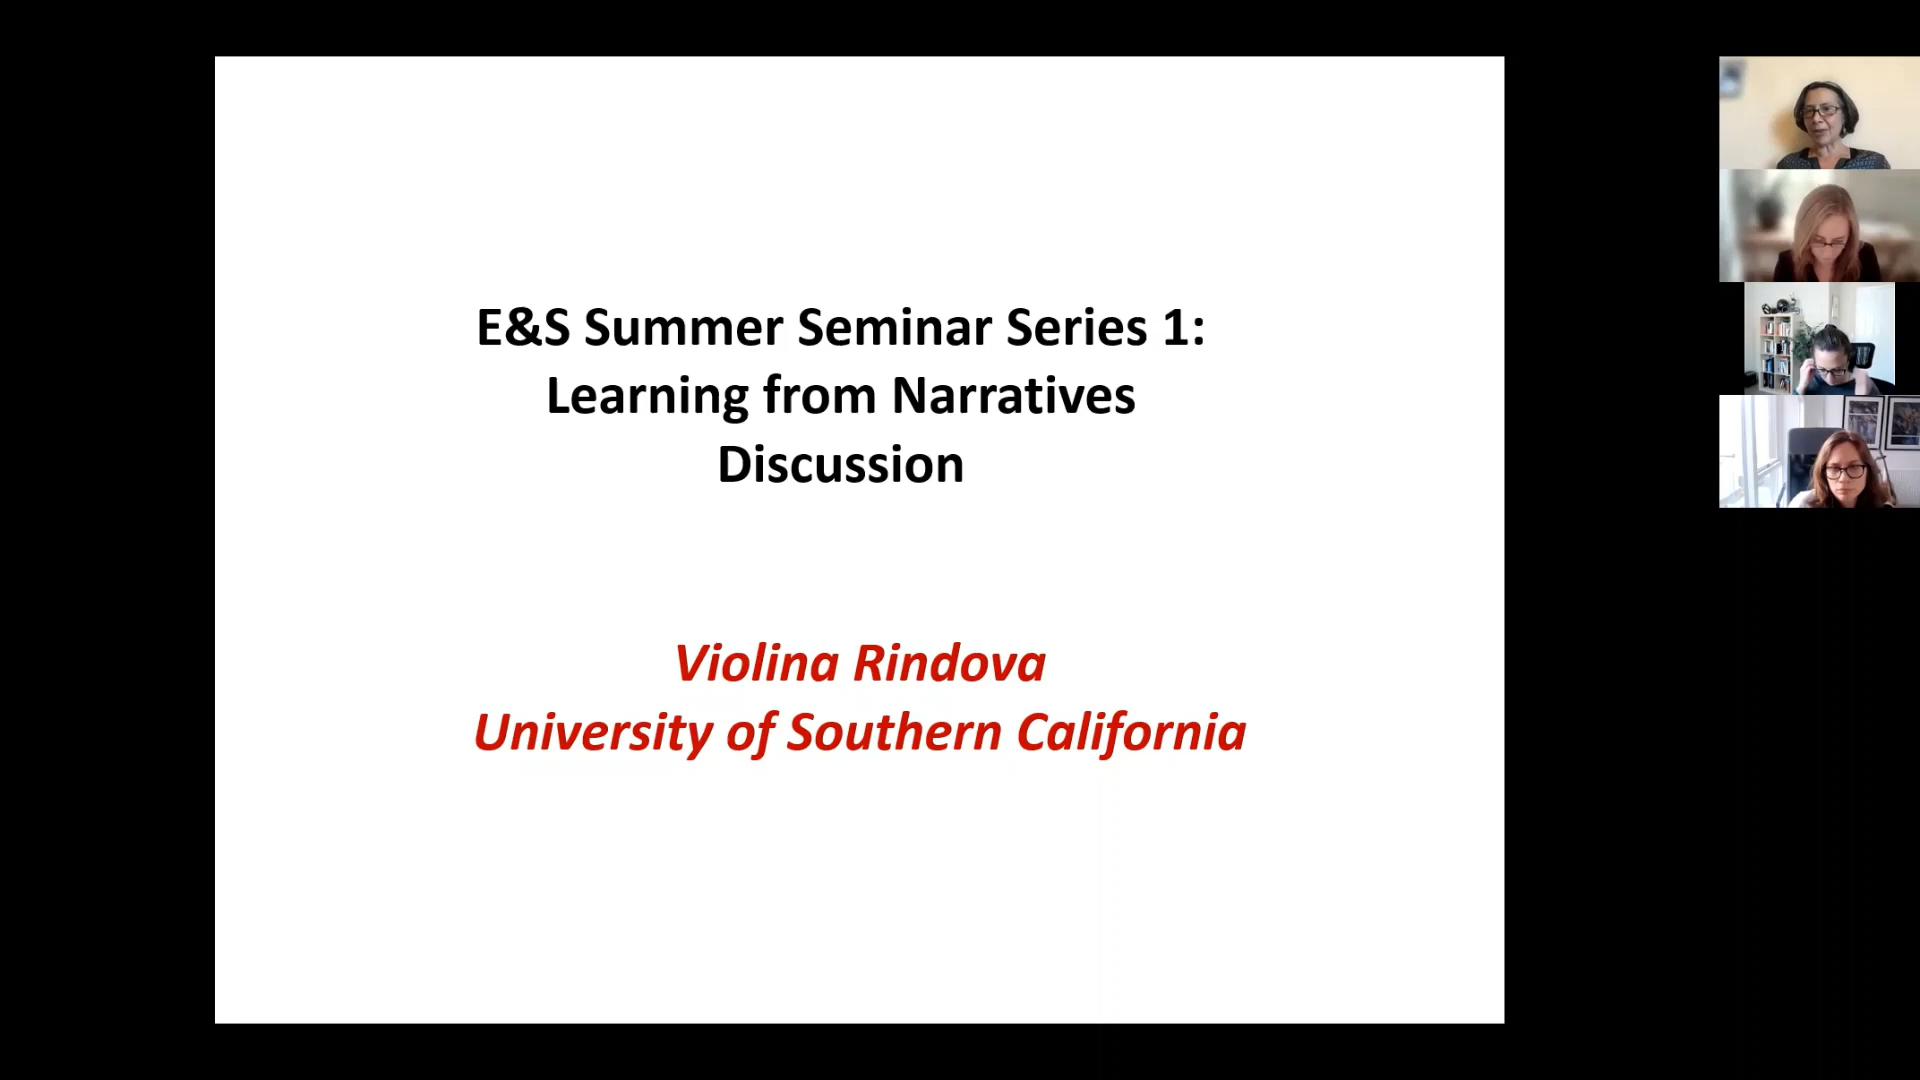 E&S Summer Seminar Series 1:
Learning from Narratives
Discussion
Violina Rindova
University of Southern California